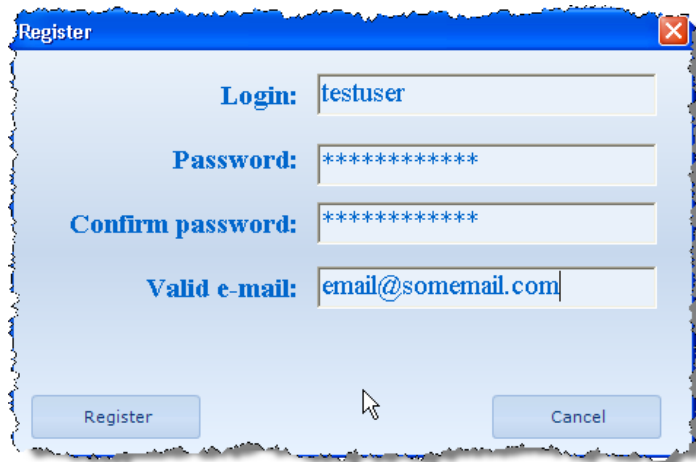 Register
Login: testuser
Password: ************
Confirm password: ************
Valid e-mail: email@somemail.com
Register Cancel